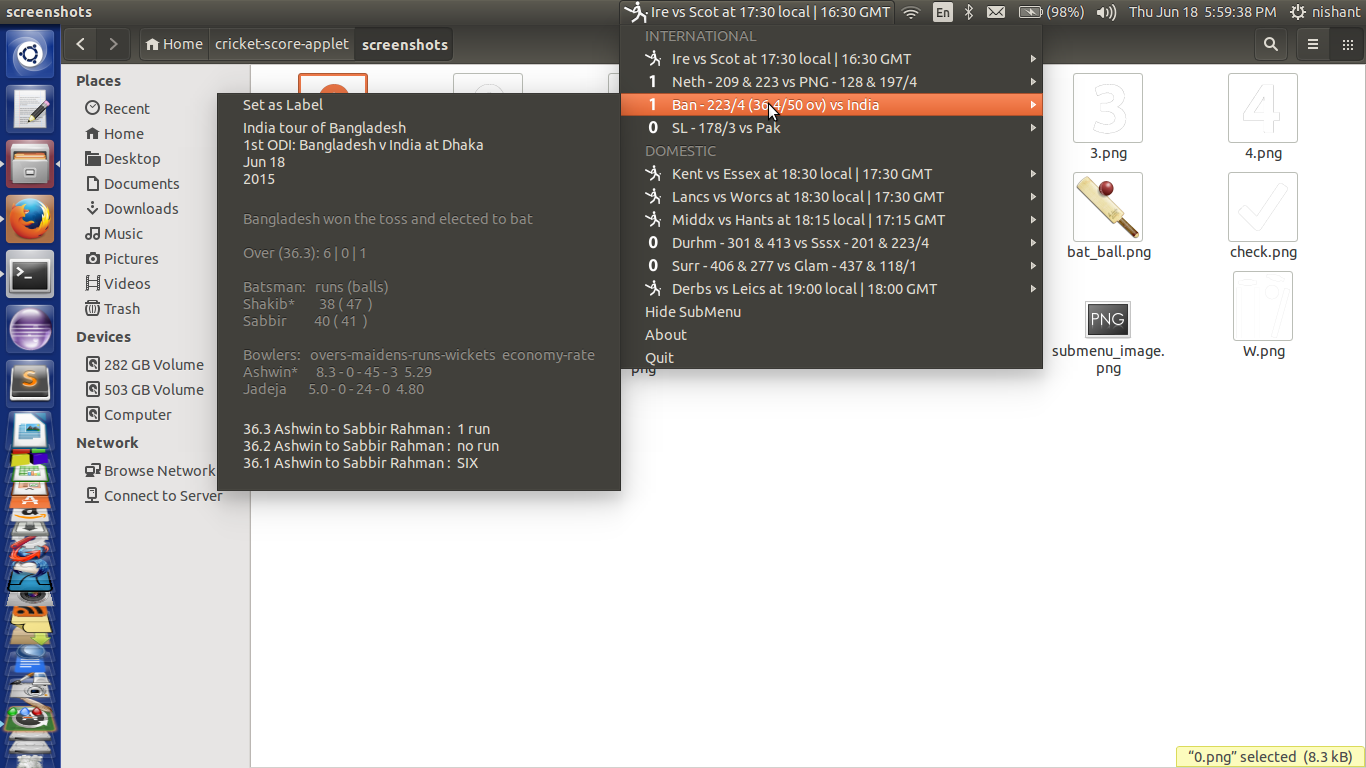 screenshots
Ire vs Scot at 17:30 local | 16:30 GMT
En
(98%)
Thu Jun 18 5:59:38 PM
nishant
Home
cricket-score-applet
screenshots
Places
Recent
Home
Desktop
Documents
Downloads
Music
Pictures
Videos
Trash
Devices
282 GB Volume
503 GB Volume
Computer
Network
Browse Network
Connect to Server
Set as Label
India tour of Bangladesh
1st ODI: Bangladesh v India at Dhaka
Jun 18
2015
Bangladesh won the toss and elected to bat
Over (36.3): 6 | 0 | 1
Batsman: runs (balls)
Shakib* 38 ( 47 )
Sabbir 40 ( 41 )
Bowlers: overs-maidens-runs-wickets economy-rate
Ashwin* 8.3 - 0 - 45 - 3 5.29
Jadeja 5.0 - 0 - 24 - 0 4.80
36.3 Ashwin to Sabbir Rahman : 1 run
36.2 Ashwin to Sabbir Rahman : no run
36.1 Ashwin to Sabbir Rahman : SIX
INTERNATIONAL
Ire vs Scot at 17:30 local | 16:30 GMT
1 Neth - 209 & 223 vs PNG - 128 & 197/4
1 Ban - 223/4 (36.4/50 ov) vs India
0 SL - 178/3 vs Pak
DOMESTIC
Kent vs Essex at 18:30 local | 17:30 GMT
Lancs vs Worcs at 18:30 local | 17:30 GMT
Middx vs Hants at 18:15 local | 17:15 GMT
0 Durhm - 301 & 413 vs Sssx - 201 & 223/4
0 Surr - 406 & 277 vs Glam - 437 & 118/1
Derbs vs Leics at 19:00 local | 18:00 GMT
Hide SubMenu
About
Quit
png
3
3.png
4
4.png
bat_ball.png
check.png
PNG
submenu_image.
png
W.png
"0.png" selected (8.3 kB)